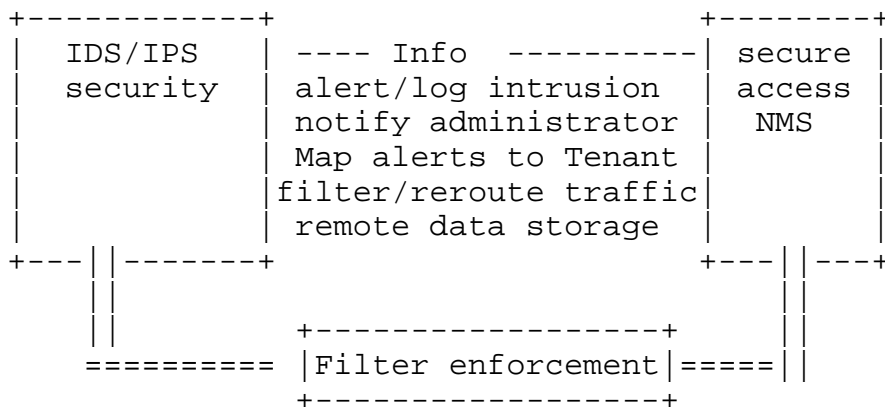 +------------+ +--------+
| IDS/IPS | ---- Info ----------| secure |
| security | alert/log intrusion | access |
| | notify administrator | NMS |
| | Map alerts to Tenant | |
| |filter/reroute traffic| |
| | remote data storage | |
+---||-------+ +---||---+
|| ||
|| +------------------+ ||
========== |Filter enforcement|=====||
+------------------+